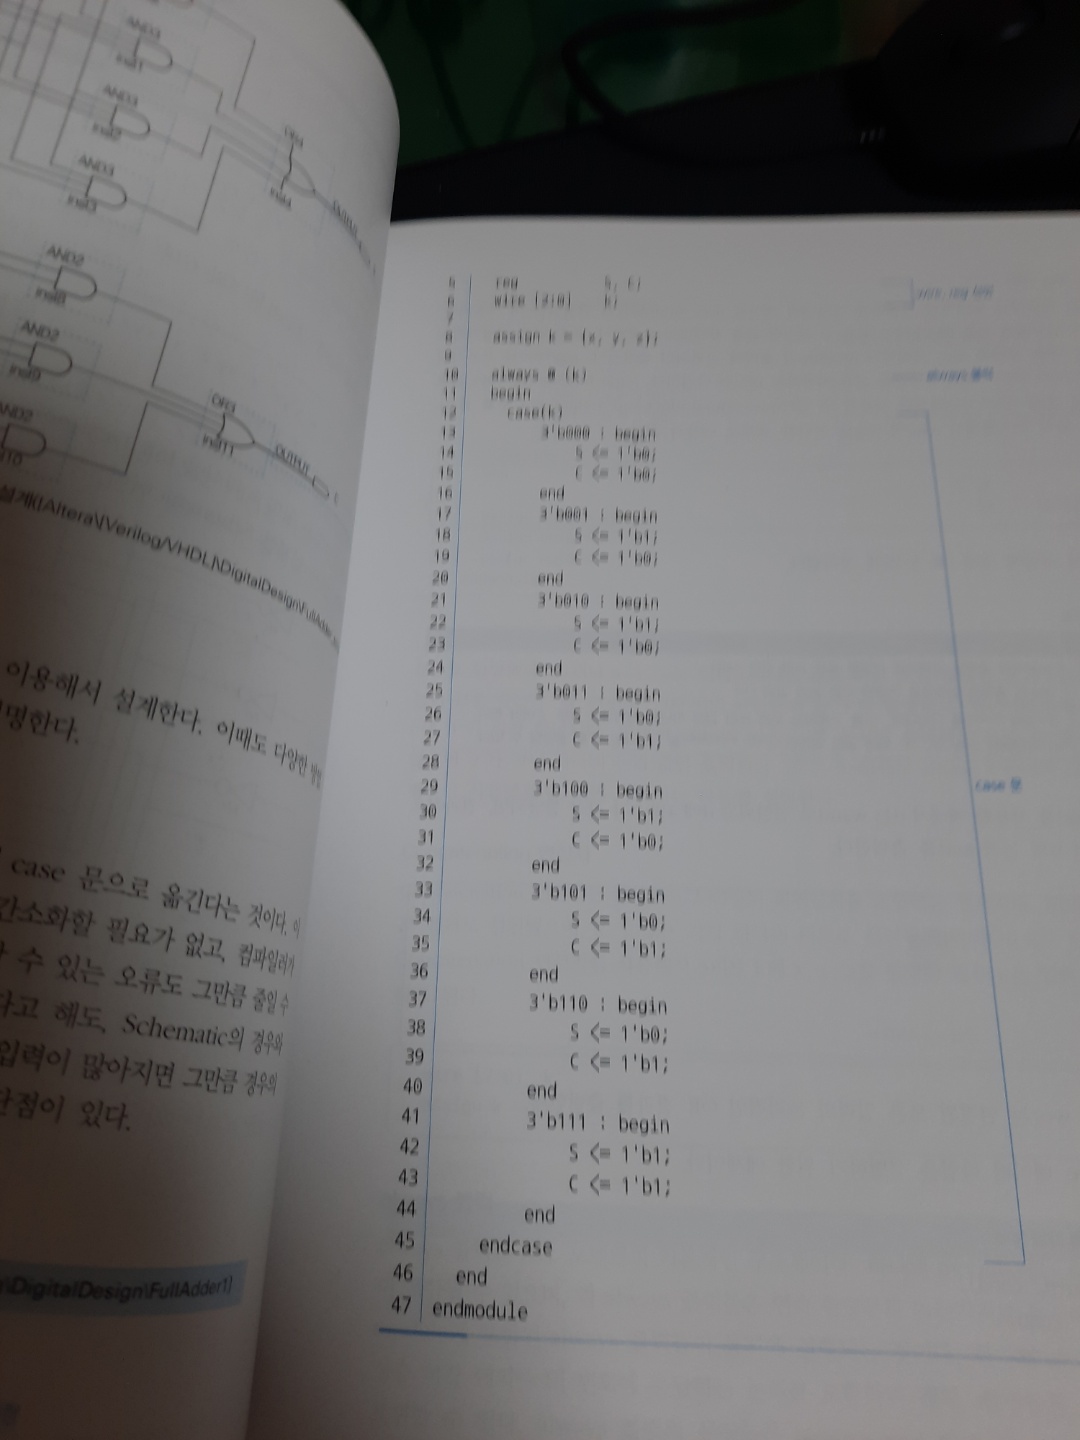 AND3
inst1
AND3
inst2
AND3
inst3
OR4
inst4
OUTPUT
AND2
inst8
AND2
inst9
AND2
OR3
inst11
OUTPUT
설계([Altera\[Verilog/VHDL]\DigitalDesign\FullAdder
이용해서 설계한다. 이때도 다양한
명한다.
case 문으로 옮긴다는 것이다.
간소화할 필요가 없고, 컴파일러가
수 있는 오류도 그만큼 줄일 수
다고 해도, Schematic의 경우와
입력이 많아지면 그만큼 경우의
단점이 있다.
\DigitalDesign\FullAdder1]
5 reg S, C;
6 wire [2:0] k;
7
8 assign k = {x, y, z};
9
10 always @ (k)
11 begin
12 case(k)
13 3'b000 : begin
14 S <= 1'b0;
15 C <= 1'b0;
16 end
17 3'b001 : begin
18 S <= 1'b1;
19 C <= 1'b0;
20 end
21 3'b010 : begin
22 S <= 1'b1;
23 C <= 1'b0;
24 end
25 3'b011 : begin
26 S <= 1'b0;
27 C <= 1'b1;
28 end
29 3'b100 : begin
30 S <= 1'b1;
31 C <= 1'b0;
32 end
33 3'b101 : begin
34 S <= 1'b0;
35 C <= 1'b1;
36 end
37 3'b110 : begin
38 S <= 1'b0;
39 C <= 1'b1;
40 end
41 3'b111 : begin
42 S <= 1'b1;
43 C <= 1'b1;
44 end
45 endcase
46 end
47 endmodule
always 블록
case 문